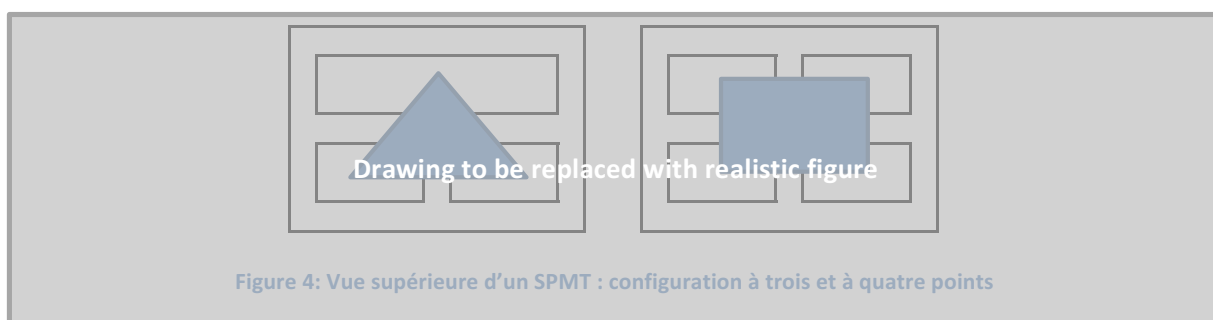 Drawing to be replaced with realistic figure
Figure 4: Vue supérieure d’un SPMT : configuration à trois et à quatre points